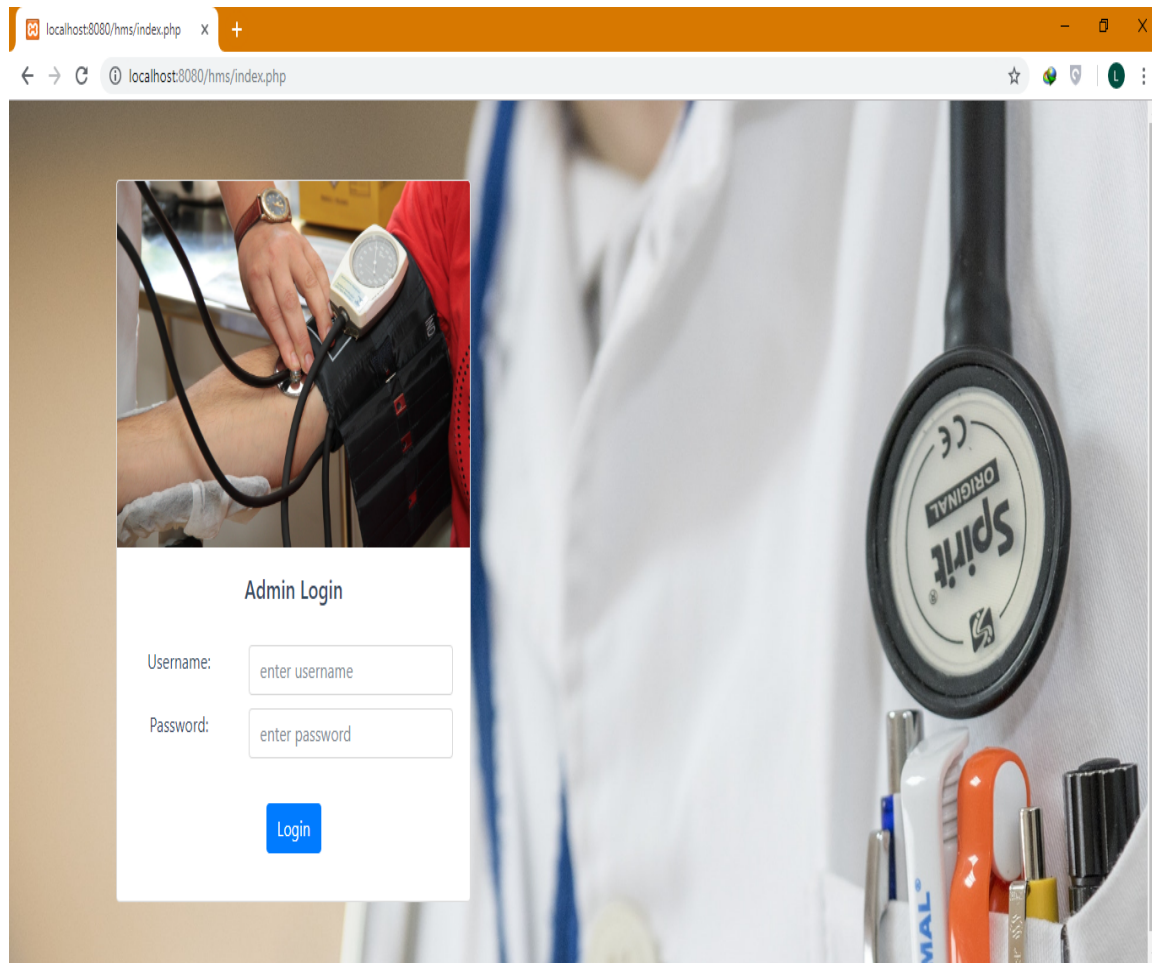 localhost:8080/hms/index.php
localhost:8080/hms/index.php
L
CE
ORIGINAL
Spirit®
Admin Login
Username: enter username
Password: enter password
Login
MAL®